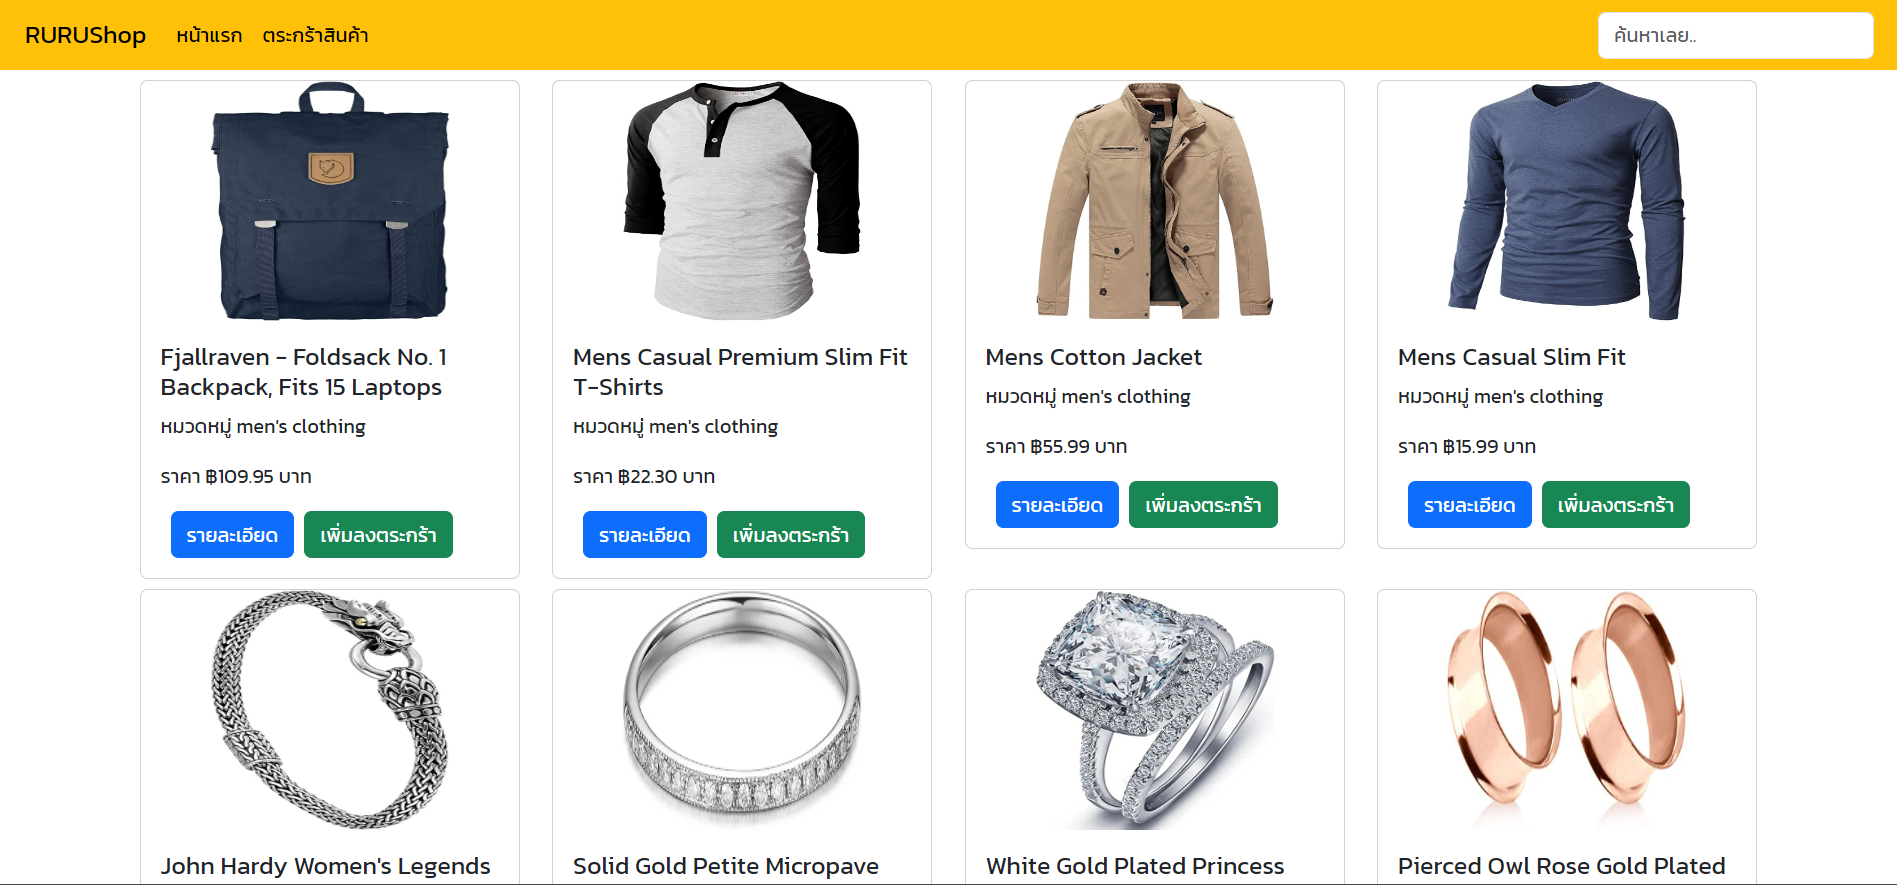 RURUShop หน้าแรก ตระกร้าสินค้า ค้นหาเลย..
Fjallraven - Foldsack No. 1
Backpack, Fits 15 Laptops
หมวดหมู่ men's clothing
ราคา ฿109.95 บาท
รายละเอียด เพิ่มลงตระกร้า
Mens Casual Premium Slim Fit
T-Shirts
หมวดหมู่ men's clothing
ราคา ฿22.30 บาท
รายละเอียด เพิ่มลงตระกร้า
Mens Cotton Jacket
หมวดหมู่ men's clothing
ราคา ฿55.99 บาท
รายละเอียด เพิ่มลงตระกร้า
Mens Casual Slim Fit
หมวดหมู่ men's clothing
ราคา ฿15.99 บาท
รายละเอียด เพิ่มลงตระกร้า
John Hardy Women's Legends
Solid Gold Petite Micropave
White Gold Plated Princess
Pierced Owl Rose Gold Plated